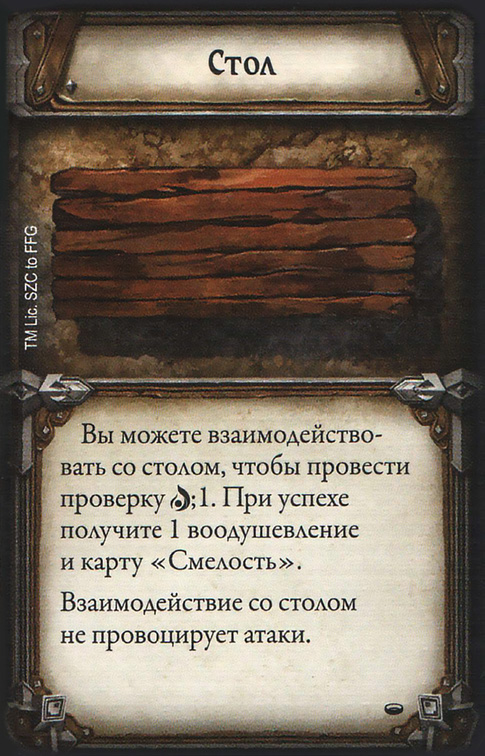 Стол
TM Lic. SZC to FFG
Вы можете взаимодейство-
вать со столом, чтобы провести
проверку ;1. При успехе
получите 1 воодушевление
и карту «Смелость».
Взаимодействие со столом
не провоцирует атаки.